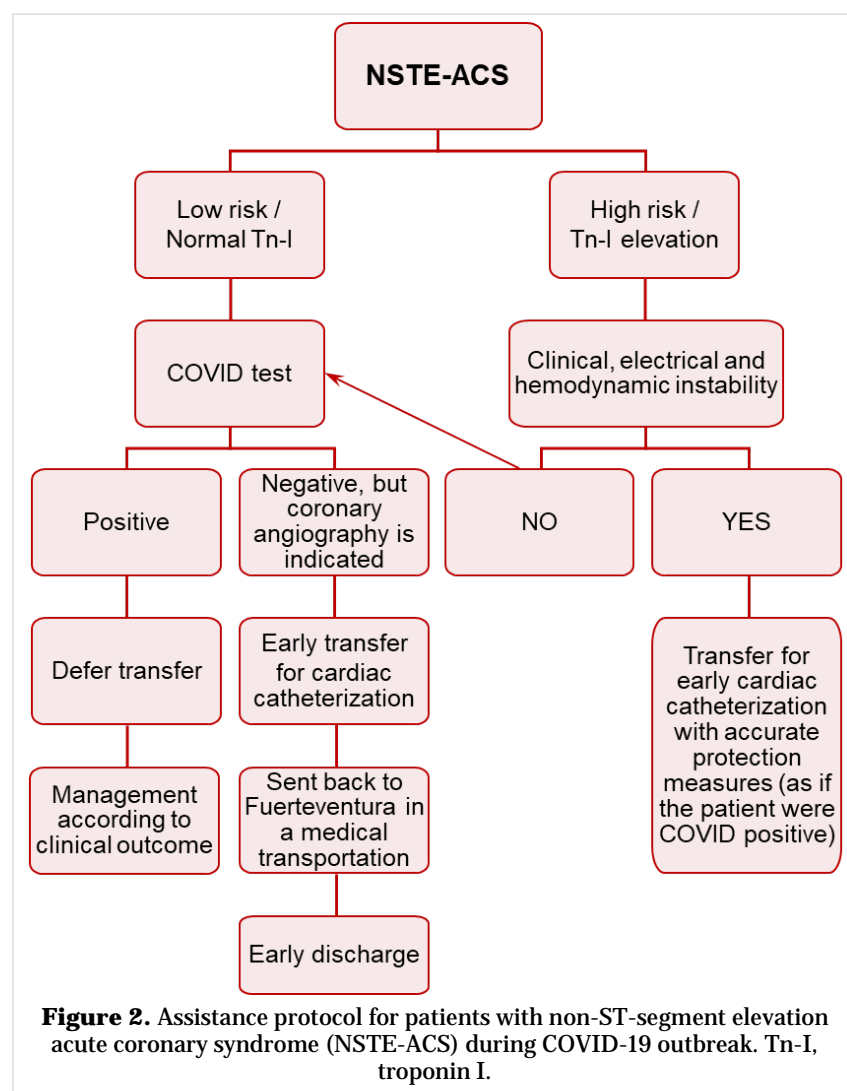 NSTE-ACS
Low risk /
Normal Tn-I
High risk /
Tn-I elevation
COVID test
Clinical, electrical and
hemodynamic instability
Positive
Negative, but
coronary
angiography is
indicated
NO
YES
Defer transfer
Early transfer
for cardiac
catheterization
Transfer for
early cardiac
catheterization
with accurate
protection
measures (as if
the patient were
COVID positive)
Management
according to
clinical outcome
Sent back to
Fuerteventura in
a medical
transportation
Early discharge
Figure 2. Assistance protocol for patients with non-ST-segment elevation
acute coronary syndrome (NSTE-ACS) during COVID-19 outbreak. Tn-I,
troponin I.